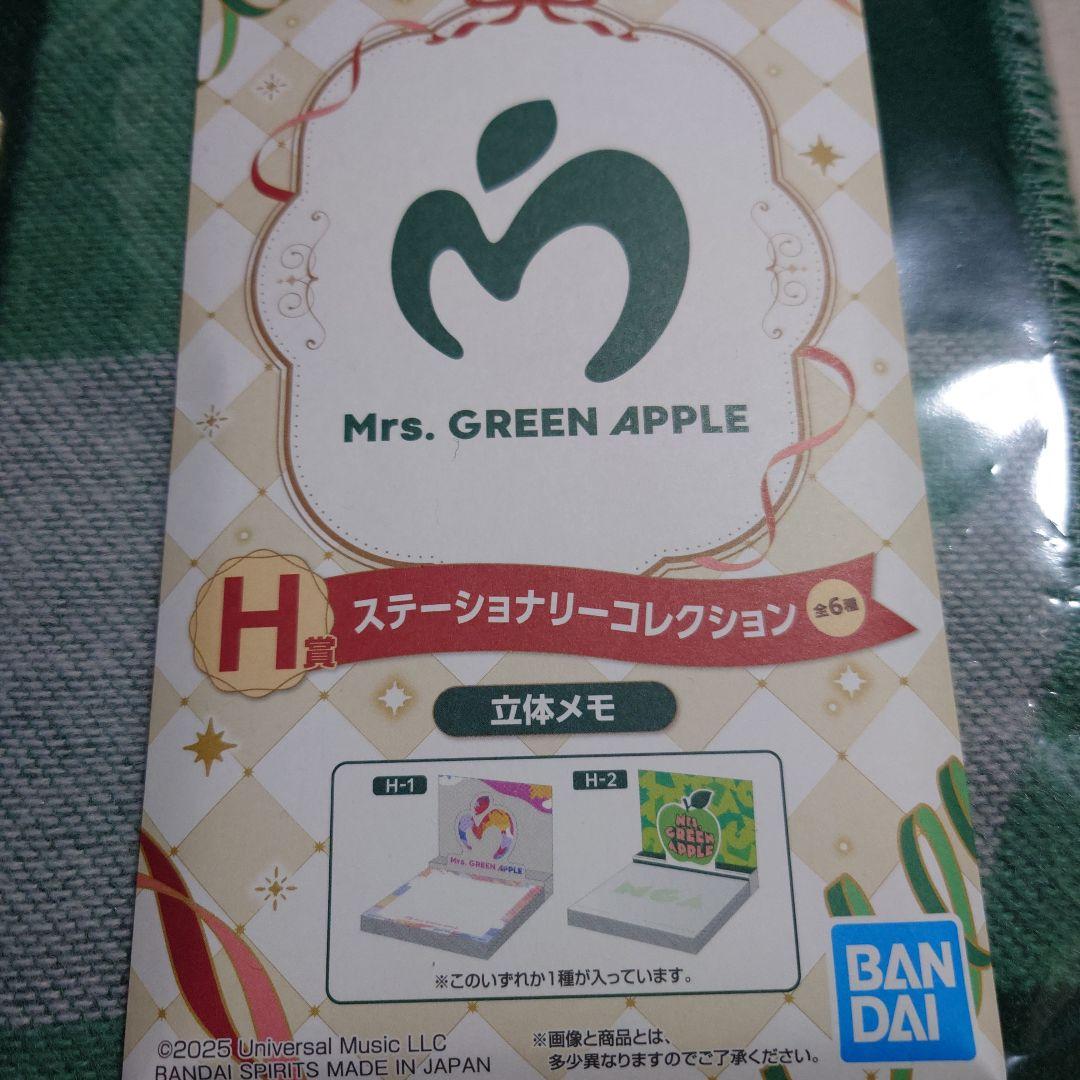 Mrs. GREEN APPLE
H賞
ステーショナリーコレクション
全6種
立体メモ
H-1
H-2
Mrs. GREEN APPLE
Mrs.
GREEN
APPLE
MGA
※このいずれか1種が入っています。
BAN
DAI
©2025 Universal Music LLC
BANDAI SPIRITS MADE IN JAPAN
※画像と商品とは、
多少異なりますのでご了承ください。